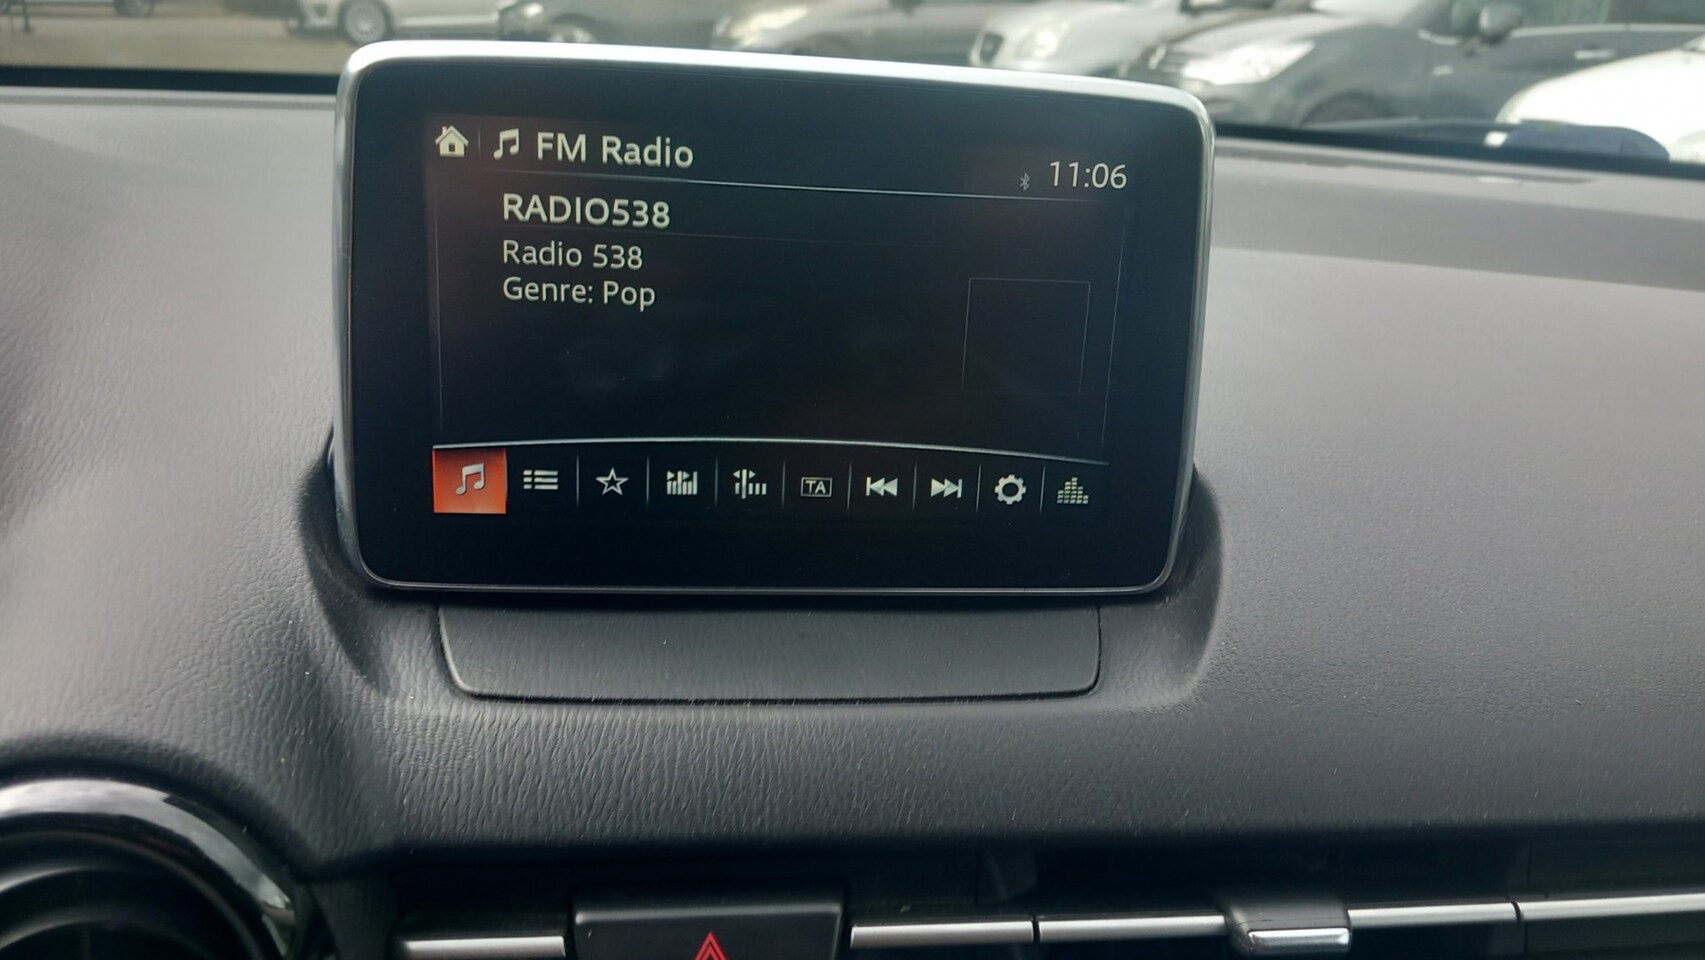 FM Radio
11:06
RADIO538
Radio 538
Genre: Pop
TA